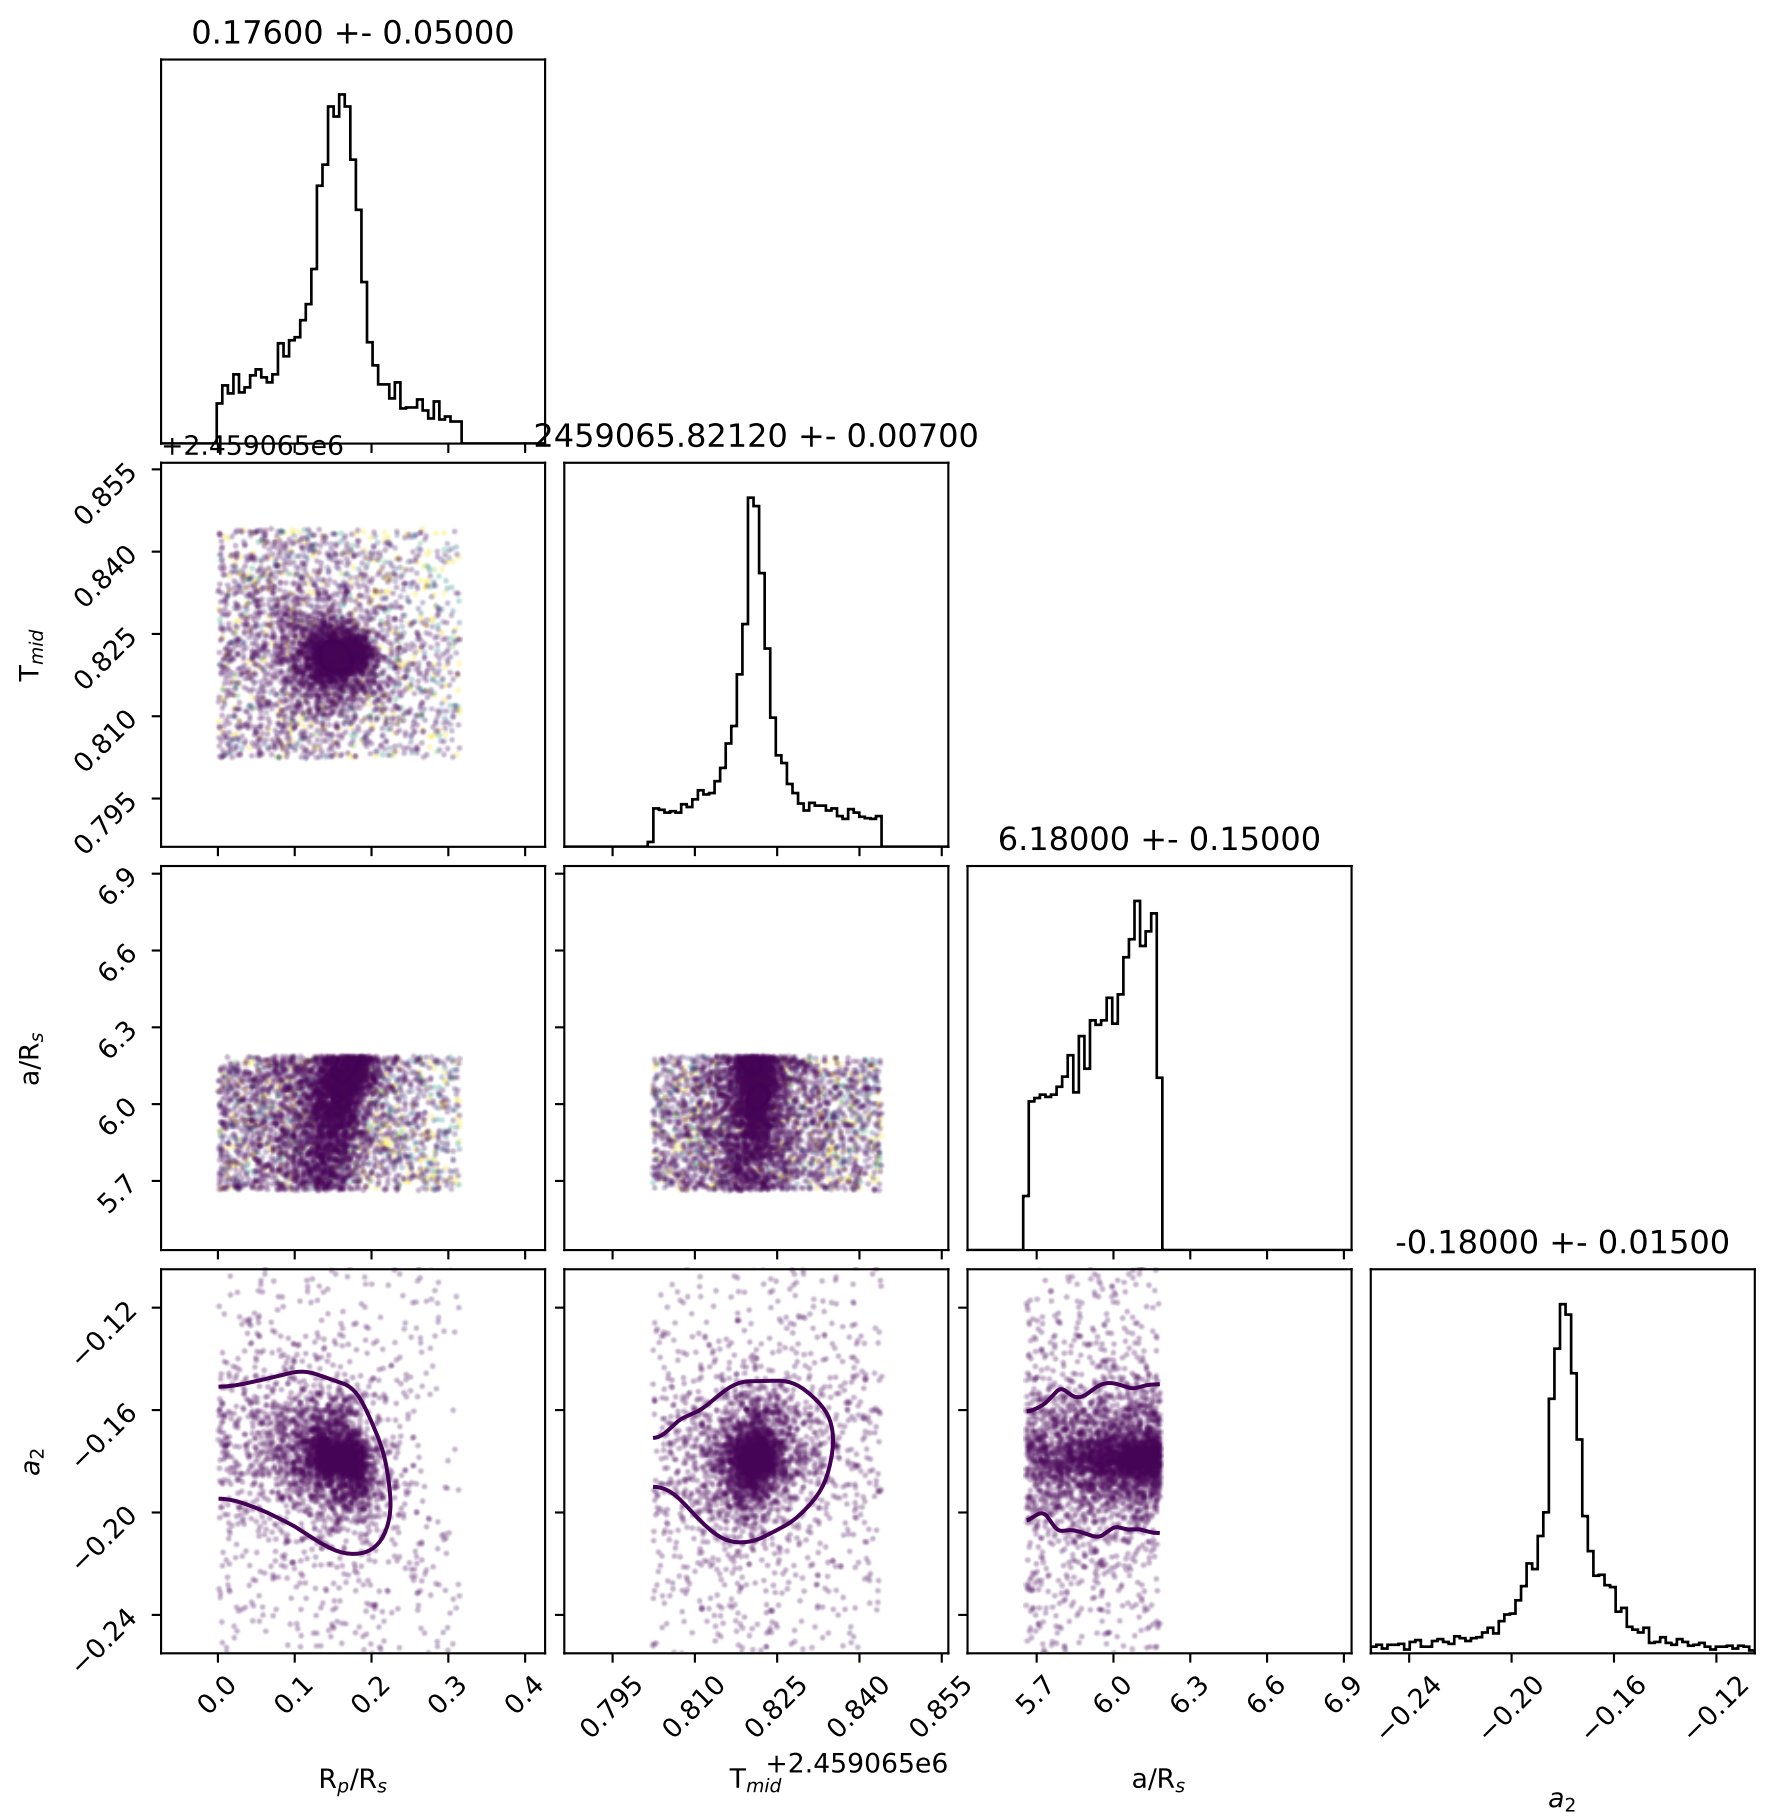 0.17600 +- 0.05000
+2.459065e6
2459065.82120 +- 0.00700
0.855
0.840
0.825
0.810
0.795
T_mid
6.18000 +- 0.15000
6.9
6.6
6.3
6.0
5.7
a/R_s
-0.18000 +- 0.01500
−0.12
−0.16
−0.20
−0.24
a_2
0.0 0.1 0.2 0.3 0.4
0.795 0.810 0.825 0.840 0.855
5.7 6.0 6.3 6.6 6.9
−0.24 −0.20 −0.16 −0.12
+2.459065e6
R_p/R_s
T_mid
a/R_s
a_2